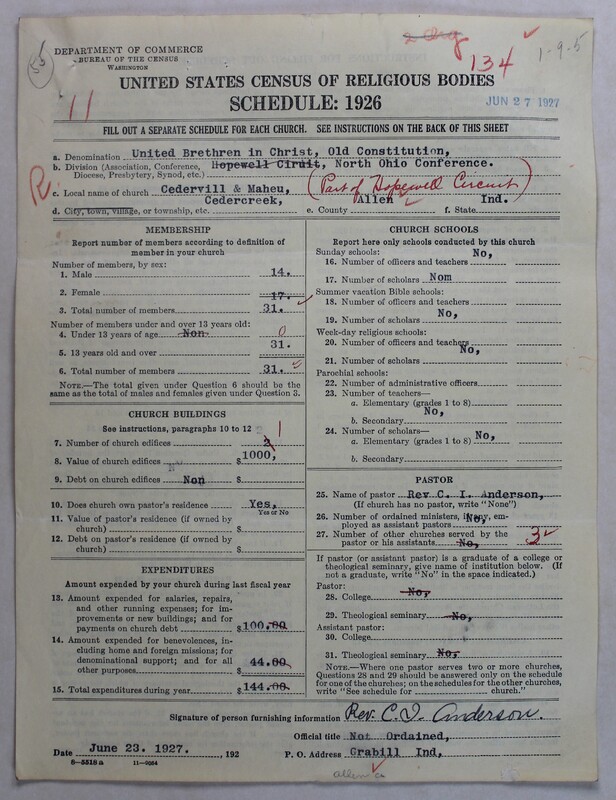 2 Org
134
1-9-5
55
DEPARTMENT OF COMMERCE
BUREAU OF THE CENSUS
WASHINGTON
UNITED STATES CENSUS OF RELIGIOUS BODIES
11
SCHEDULE: 1926
JUN 27 1927
FILL OUT A SEPARATE SCHEDULE FOR EACH CHURCH. SEE INSTRUCTIONS ON THE BACK OF THIS SHEET
a. Denomination United Brethren in Christ, Old Constitution,
b. Division (Association, Conference, Diocese, Presbytery, Synod, etc.) Hopewell Ciruit, North Ohio Conference.
R
c. Local name of church Cedervill & Maheu, (Part of Hopewell Circuit)
d. City, town, village, or township, etc. Cedercreek, e. County Allen f. State Ind.
MEMBERSHIP
Report number of members according to definition of member in your church
Number of members, by sex:
1. Male 14.
2. Female 17.
3. Total number of members 31.
Number of members under and over 13 years old:
4. Under 13 years of age Non 0
5. 13 years old and over 31.
6. Total number of members 31.
NOTE.—The total given under Question 6 should be the same as the total of males and females given under Question 3.
CHURCH BUILDINGS
See instructions, paragraphs 10 to 12
7. Number of church edifices 2 1
8. Value of church edifices $1000,
9. Debt on church edifices Non $
10. Does church own pastor's residence Yes,
Yes or No
11. Value of pastor's residence (if owned by church) $
12. Debt on pastor's residence (if owned by church) $
EXPENDITURES
Amount expended by your church during last fiscal year
13. Amount expended for salaries, repairs, and other running expenses; for improvements or new buildings; and for payments on church debt $100.00
14. Amount expended for benevolences, including home and foreign missions; for denominational support; and for all other purposes 44.00
15. Total expenditures during year $144.00.
CHURCH SCHOOLS
Report here only schools conducted by this church
Sunday schools:
16. Number of officers and teachers No,
17. Number of scholars Nom
Summer vacation Bible schools:
18. Number of officers and teachers
19. Number of scholars No,
Week-day religious schools:
20. Number of officers and teachers
No,
21. Number of scholars
Parochial schools:
22. Number of administrative officers
23. Number of teachers—
a. Elementary (grades 1 to 8)
No,
b. Secondary
24. Number of scholars—
a. Elementary (grades 1 to 8) No,
b. Secondary
PASTOR
25. Name of pastor Rev C. I. Anderson,
(If church has no pastor, write "None")
26. Number of ordained ministers, if any, employed as assistant pastors No,
27. Number of other churches served by the pastor or his assistants No, 3
If pastor (or assistant pastor) is a graduate of a college or theological seminary, give name of institution below. (If not a graduate, write "No" in the space indicated.)
Pastor:
28. College No,
29. Theological seminary No,
Assistant pastor:
30. College
31. Theological seminary No,
NOTE.—Where one pastor serves two or more churches, Questions 28 and 29 should be answered only on the schedule for one of the churches; on the schedules for the other churches, write "See schedule for ________ church."
Signature of person furnishing information Rev. C. I. Anderson.
Official title Not Ordained,
Date June 23. 1927. , 192 P. O. Address Grabill Ind,
8-5518a 11-9054
allen co